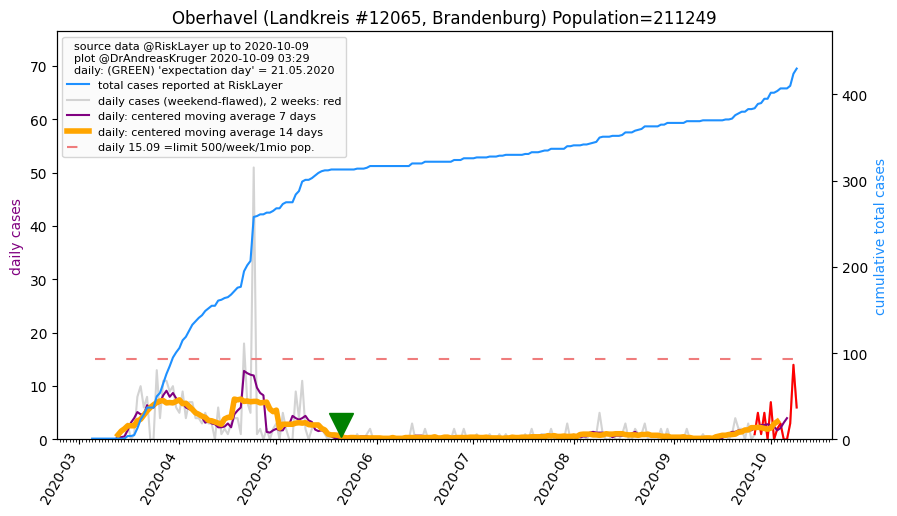 Oberhavel (Landkreis #12065, Brandenburg) Population=211249
source data @RiskLayer up to 2020-10-09
plot @DrAndreasKruger 2020-10-09 03:29
daily: (GREEN) 'expectation day' = 21.05.2020
total cases reported at RiskLayer
daily cases (weekend-flawed), 2 weeks: red
daily: centered moving average 7 days
daily: centered moving average 14 days
daily 15.09 =limit 500/week/1mio pop.
daily cases
70
60
50
40
30
20
10
0
cumulative total cases
400
300
200
100
0
2020-03
2020-04
2020-05
2020-06
2020-07
2020-08
2020-09
2020-10